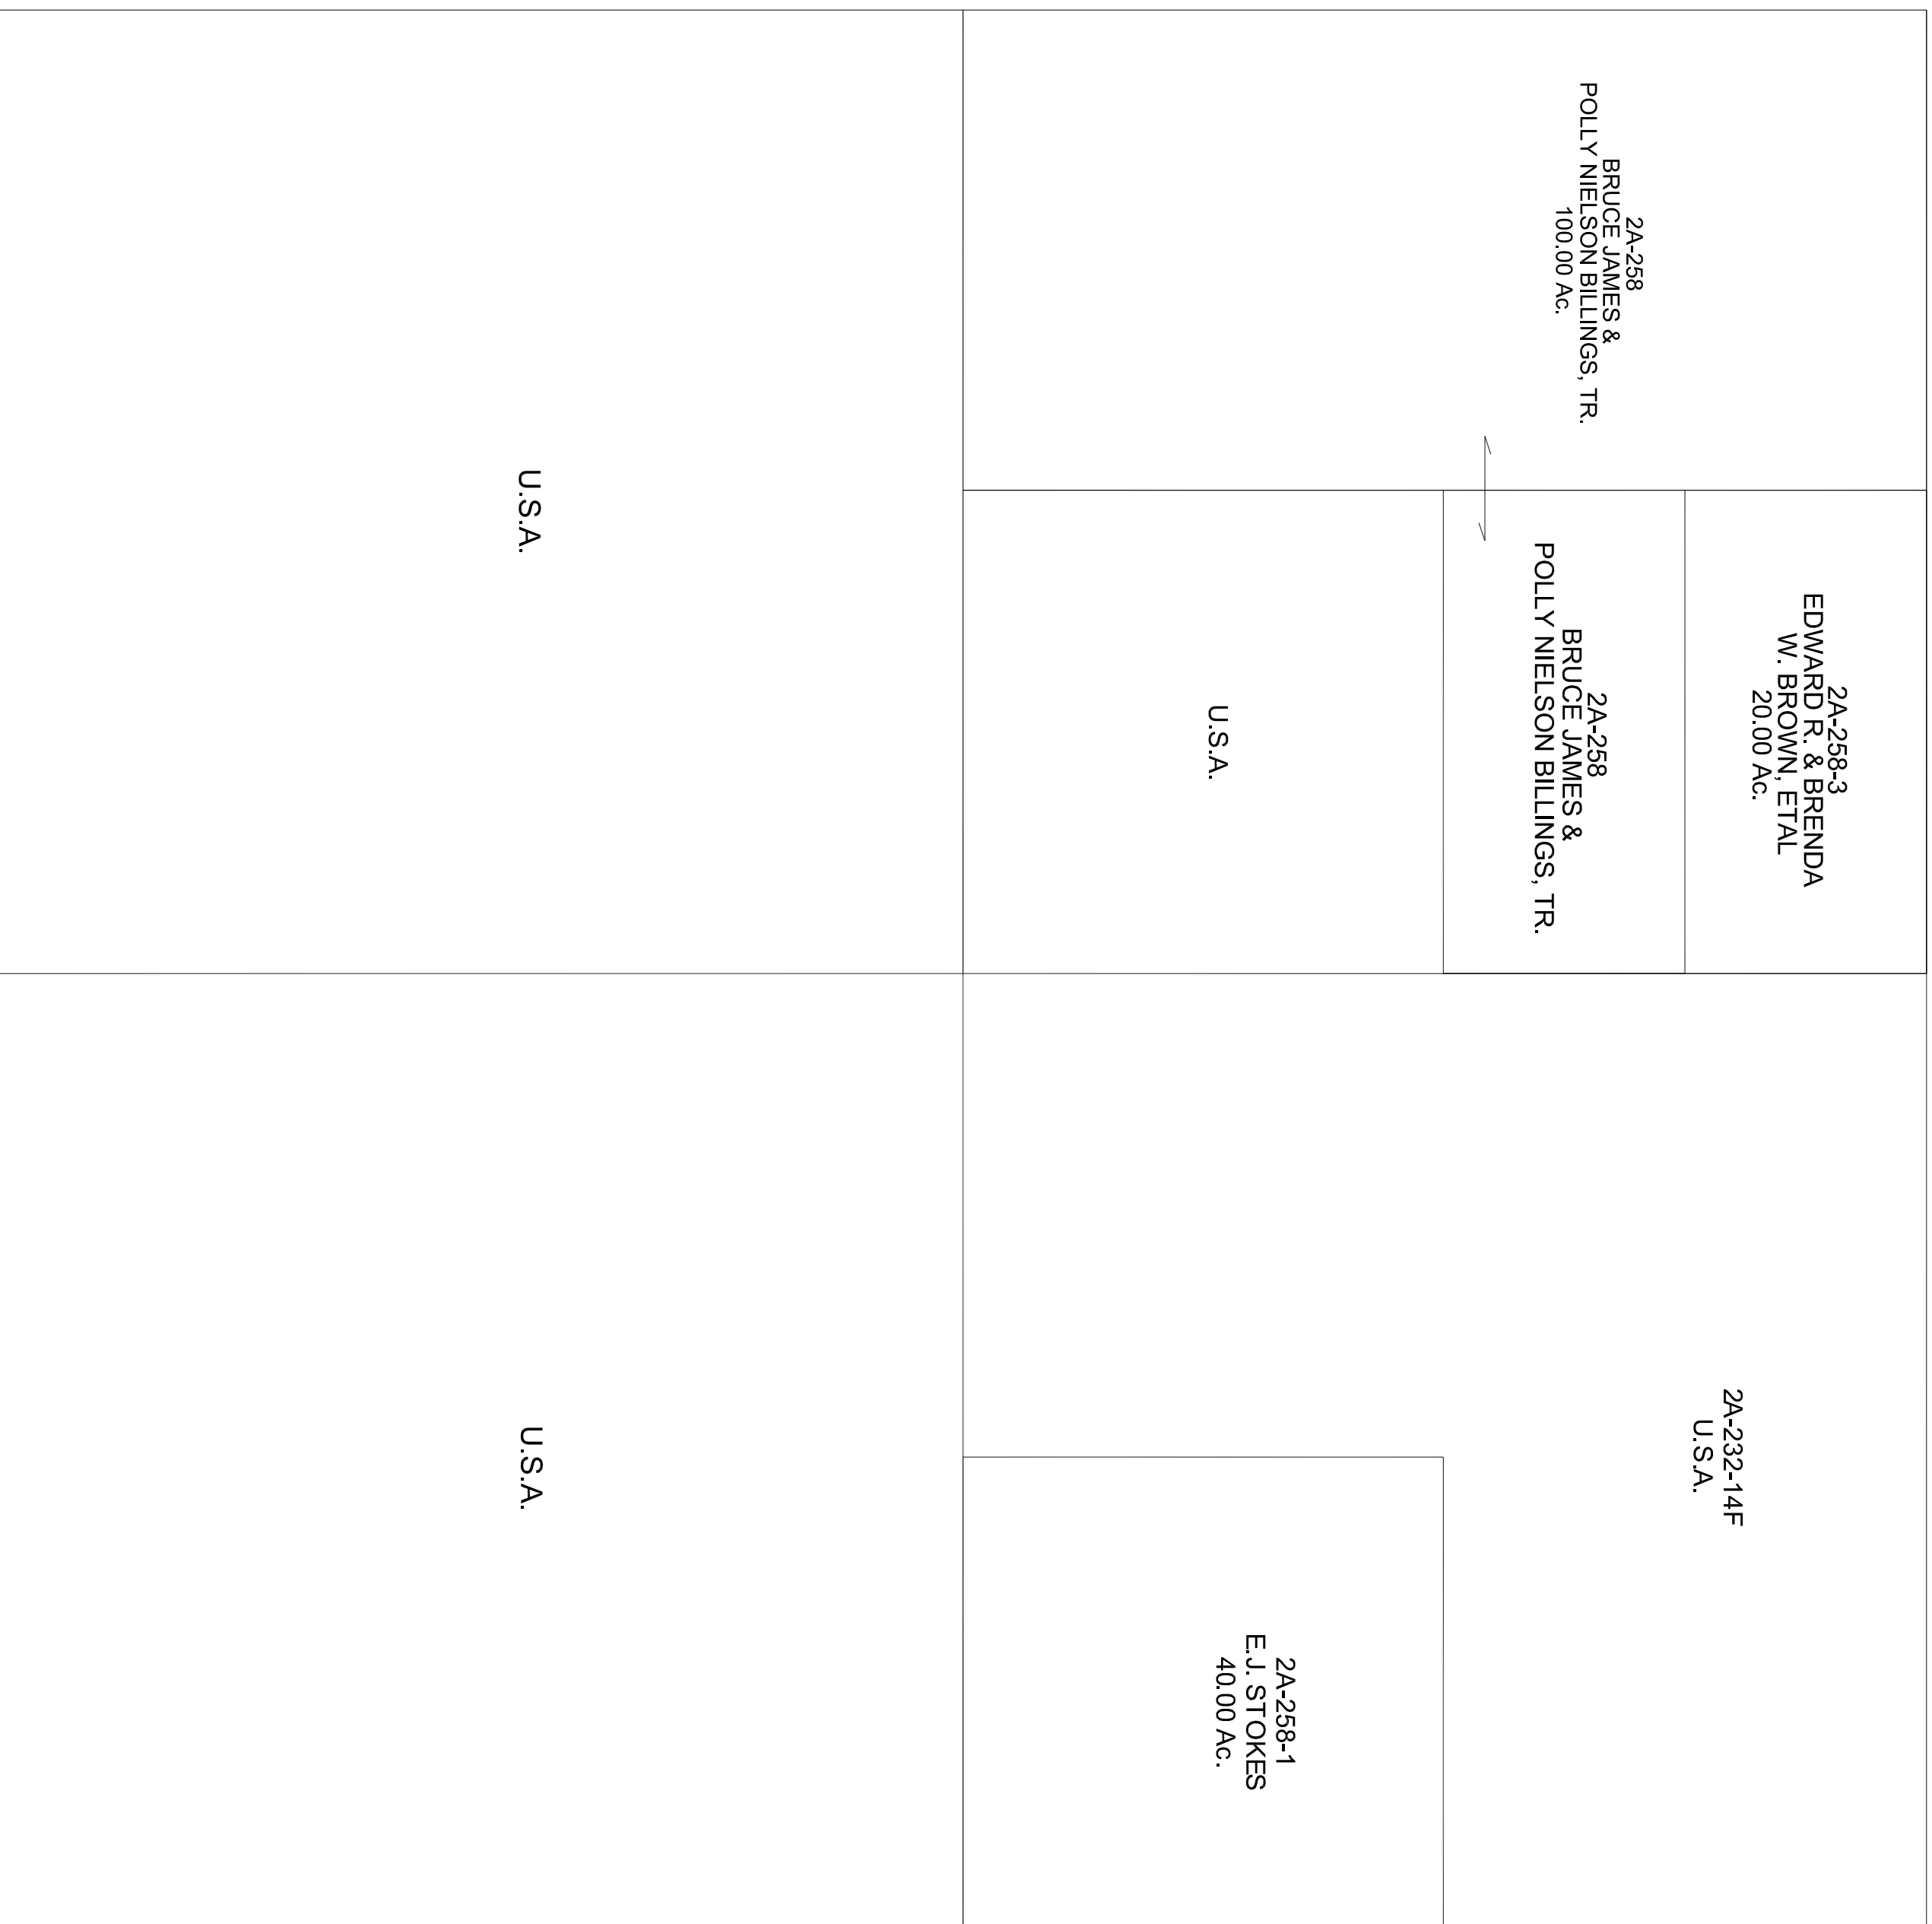 2A-258
BRUCE JAMES &
POLLY NIELSON BILLINGS, TR.
100.00 Ac.
2A-258-3
EDWARD R. & BRENDA
W. BROWN, ETAL
20.00 Ac.
2A-258
BRUCE JAMES &
POLLY NIELSON BILLINGS, TR.
U.S.A.
U.S.A.
2A-232-14F
U.S.A.
2A-258-1
E.J. STOKES
40.00 Ac.
U.S.A.